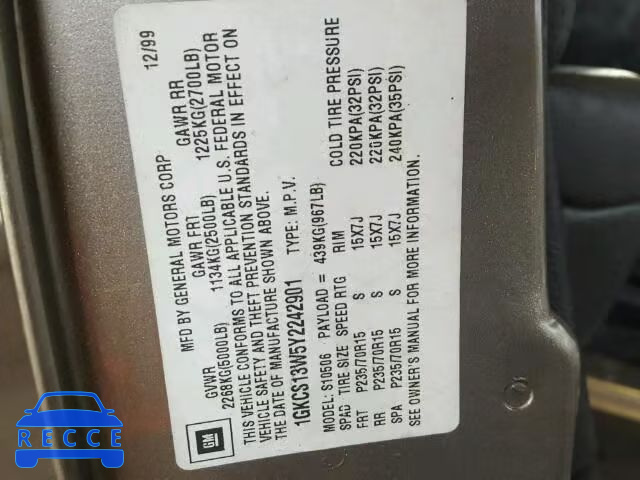 MFD BY GENERAL MOTORS CORP 12/99
GVWR GAWR FRT GAWR RR
2268KG(5000LB) 1134KG(2500LB) 1225KG(2700LB)
THIS VEHICLE CONFORMS TO ALL APPLICABLE U.S. FEDERAL MOTOR
VEHICLE SAFETY AND THEFT PREVENTION STANDARDS IN EFFECT ON
THE DATE OF MANUFACTURE SHOWN ABOVE.
1GKCS13W5Y2242901 TYPE: M.P.V.
MODEL: S10506 PAYLOAD = 439KG(967LB)
SPAD TIRE SIZE SPEED RTG RIM COLD TIRE PRESSURE
FRT P235/70R15 S 15X7J 220KPA(32PSI)
RR P235/70R15 S 15X7J 220KPA(32PSI)
SPA P235/70R15 S 15X7J 240KPA(35PSI)
SEE OWNER'S MANUAL FOR MORE INFORMATION.
GM
RECCE